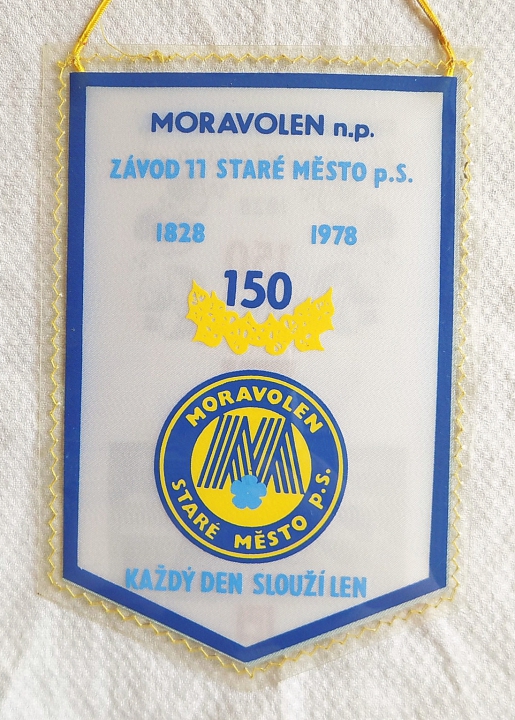 MORAVOLEN n.p.
ZÁVOD 11 STARÉ MĚSTO p.S.
1828 1978
150
MORAVOLEN
M
STARÉ MĚSTO p.S.
KAŽDÝ DEN SLOUŽÍ LEN